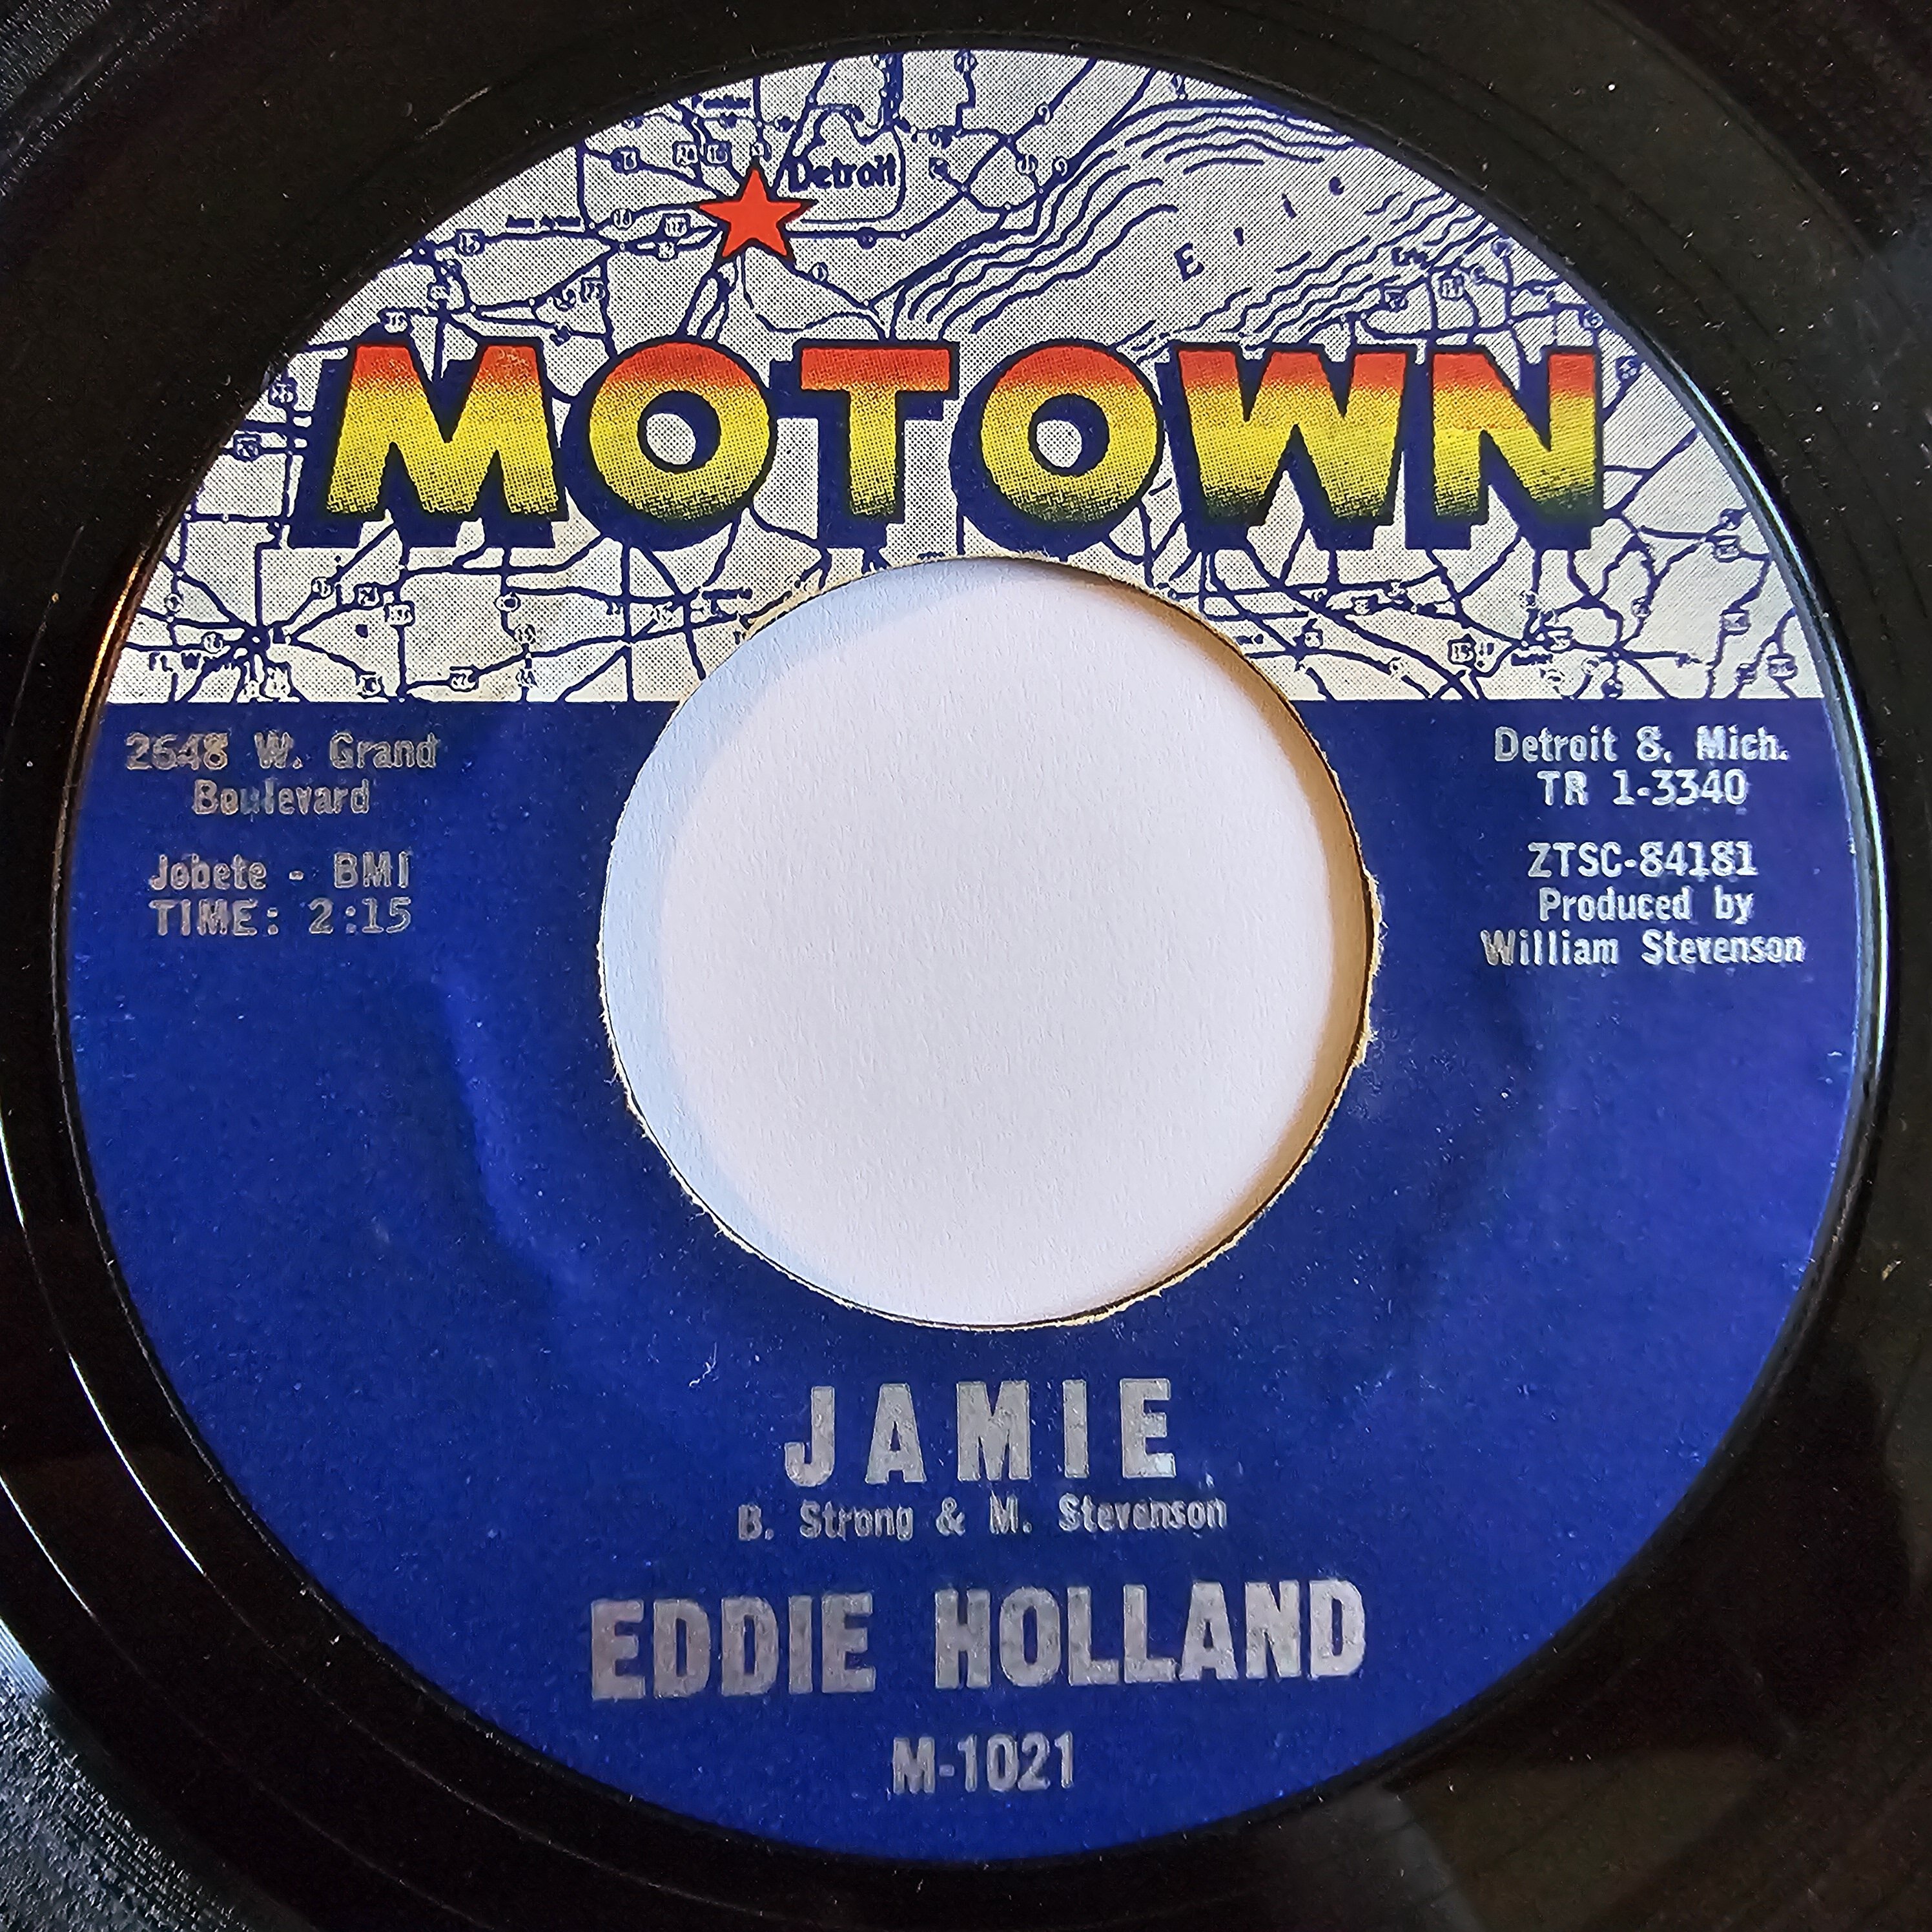 Detroit
E
MOTOWN
2648 W. Grand
Boulevard
Jobete - BMI
TIME: 2:15
Detroit 8, Mich.
TR 1-3340
ZTSC-84181
Produced by
William Stevenson
JAMIE
B. Strong & M. Stevenson
EDDIE HOLLAND
M-1021